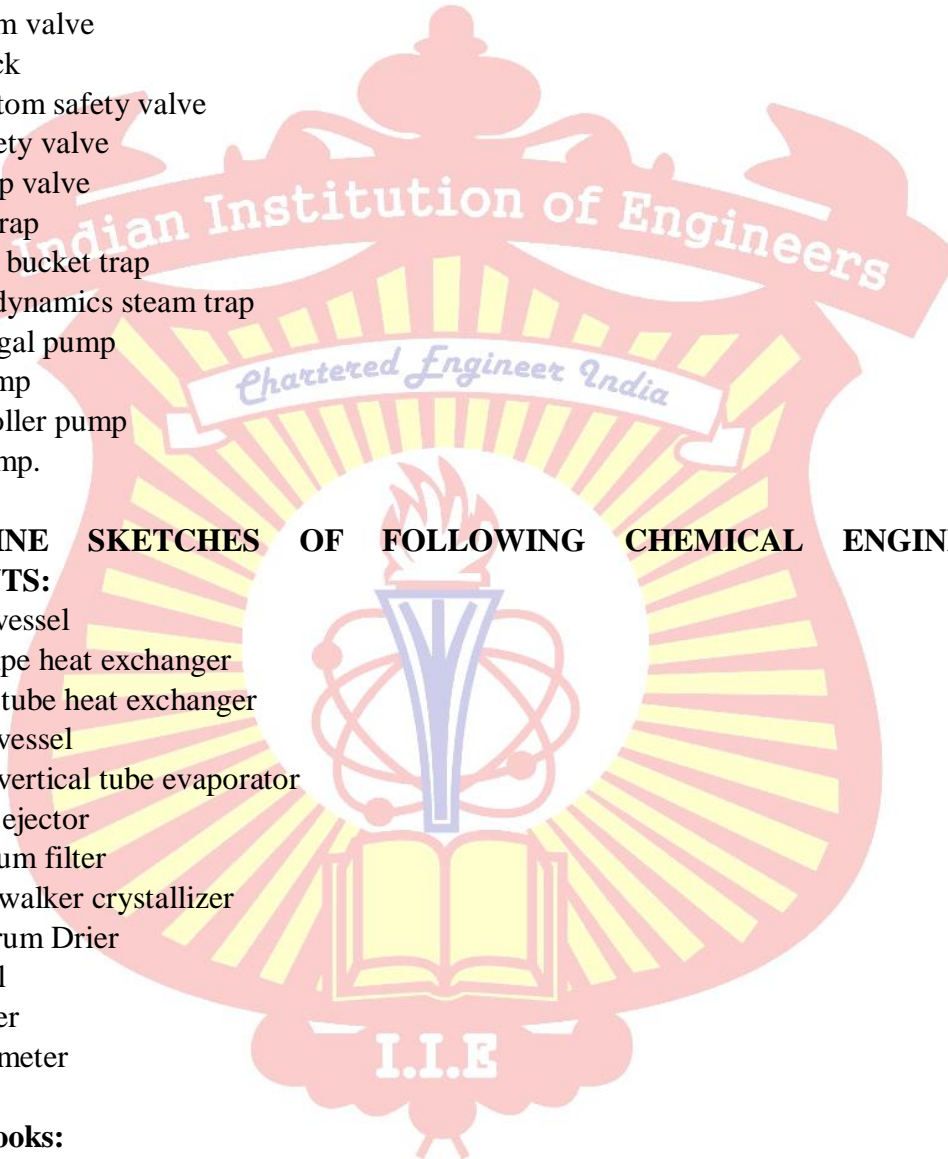 m valve
ck
tom safety valve
ety valve
p valve
rap
bucket trap
dynamics steam trap
gal pump
mp
oller pump
mp.
INE SKETCHES OF FOLLOWING CHEMICAL ENGIN
TS:
vessel
pe heat exchanger
tube heat exchanger
vessel
vertical tube evaporator
ejector
um filter
walker crystallizer
rum Drier
l
er
meter
ooks:
Indian Institution of Engineers
Chartered Engineer India
I.I.E